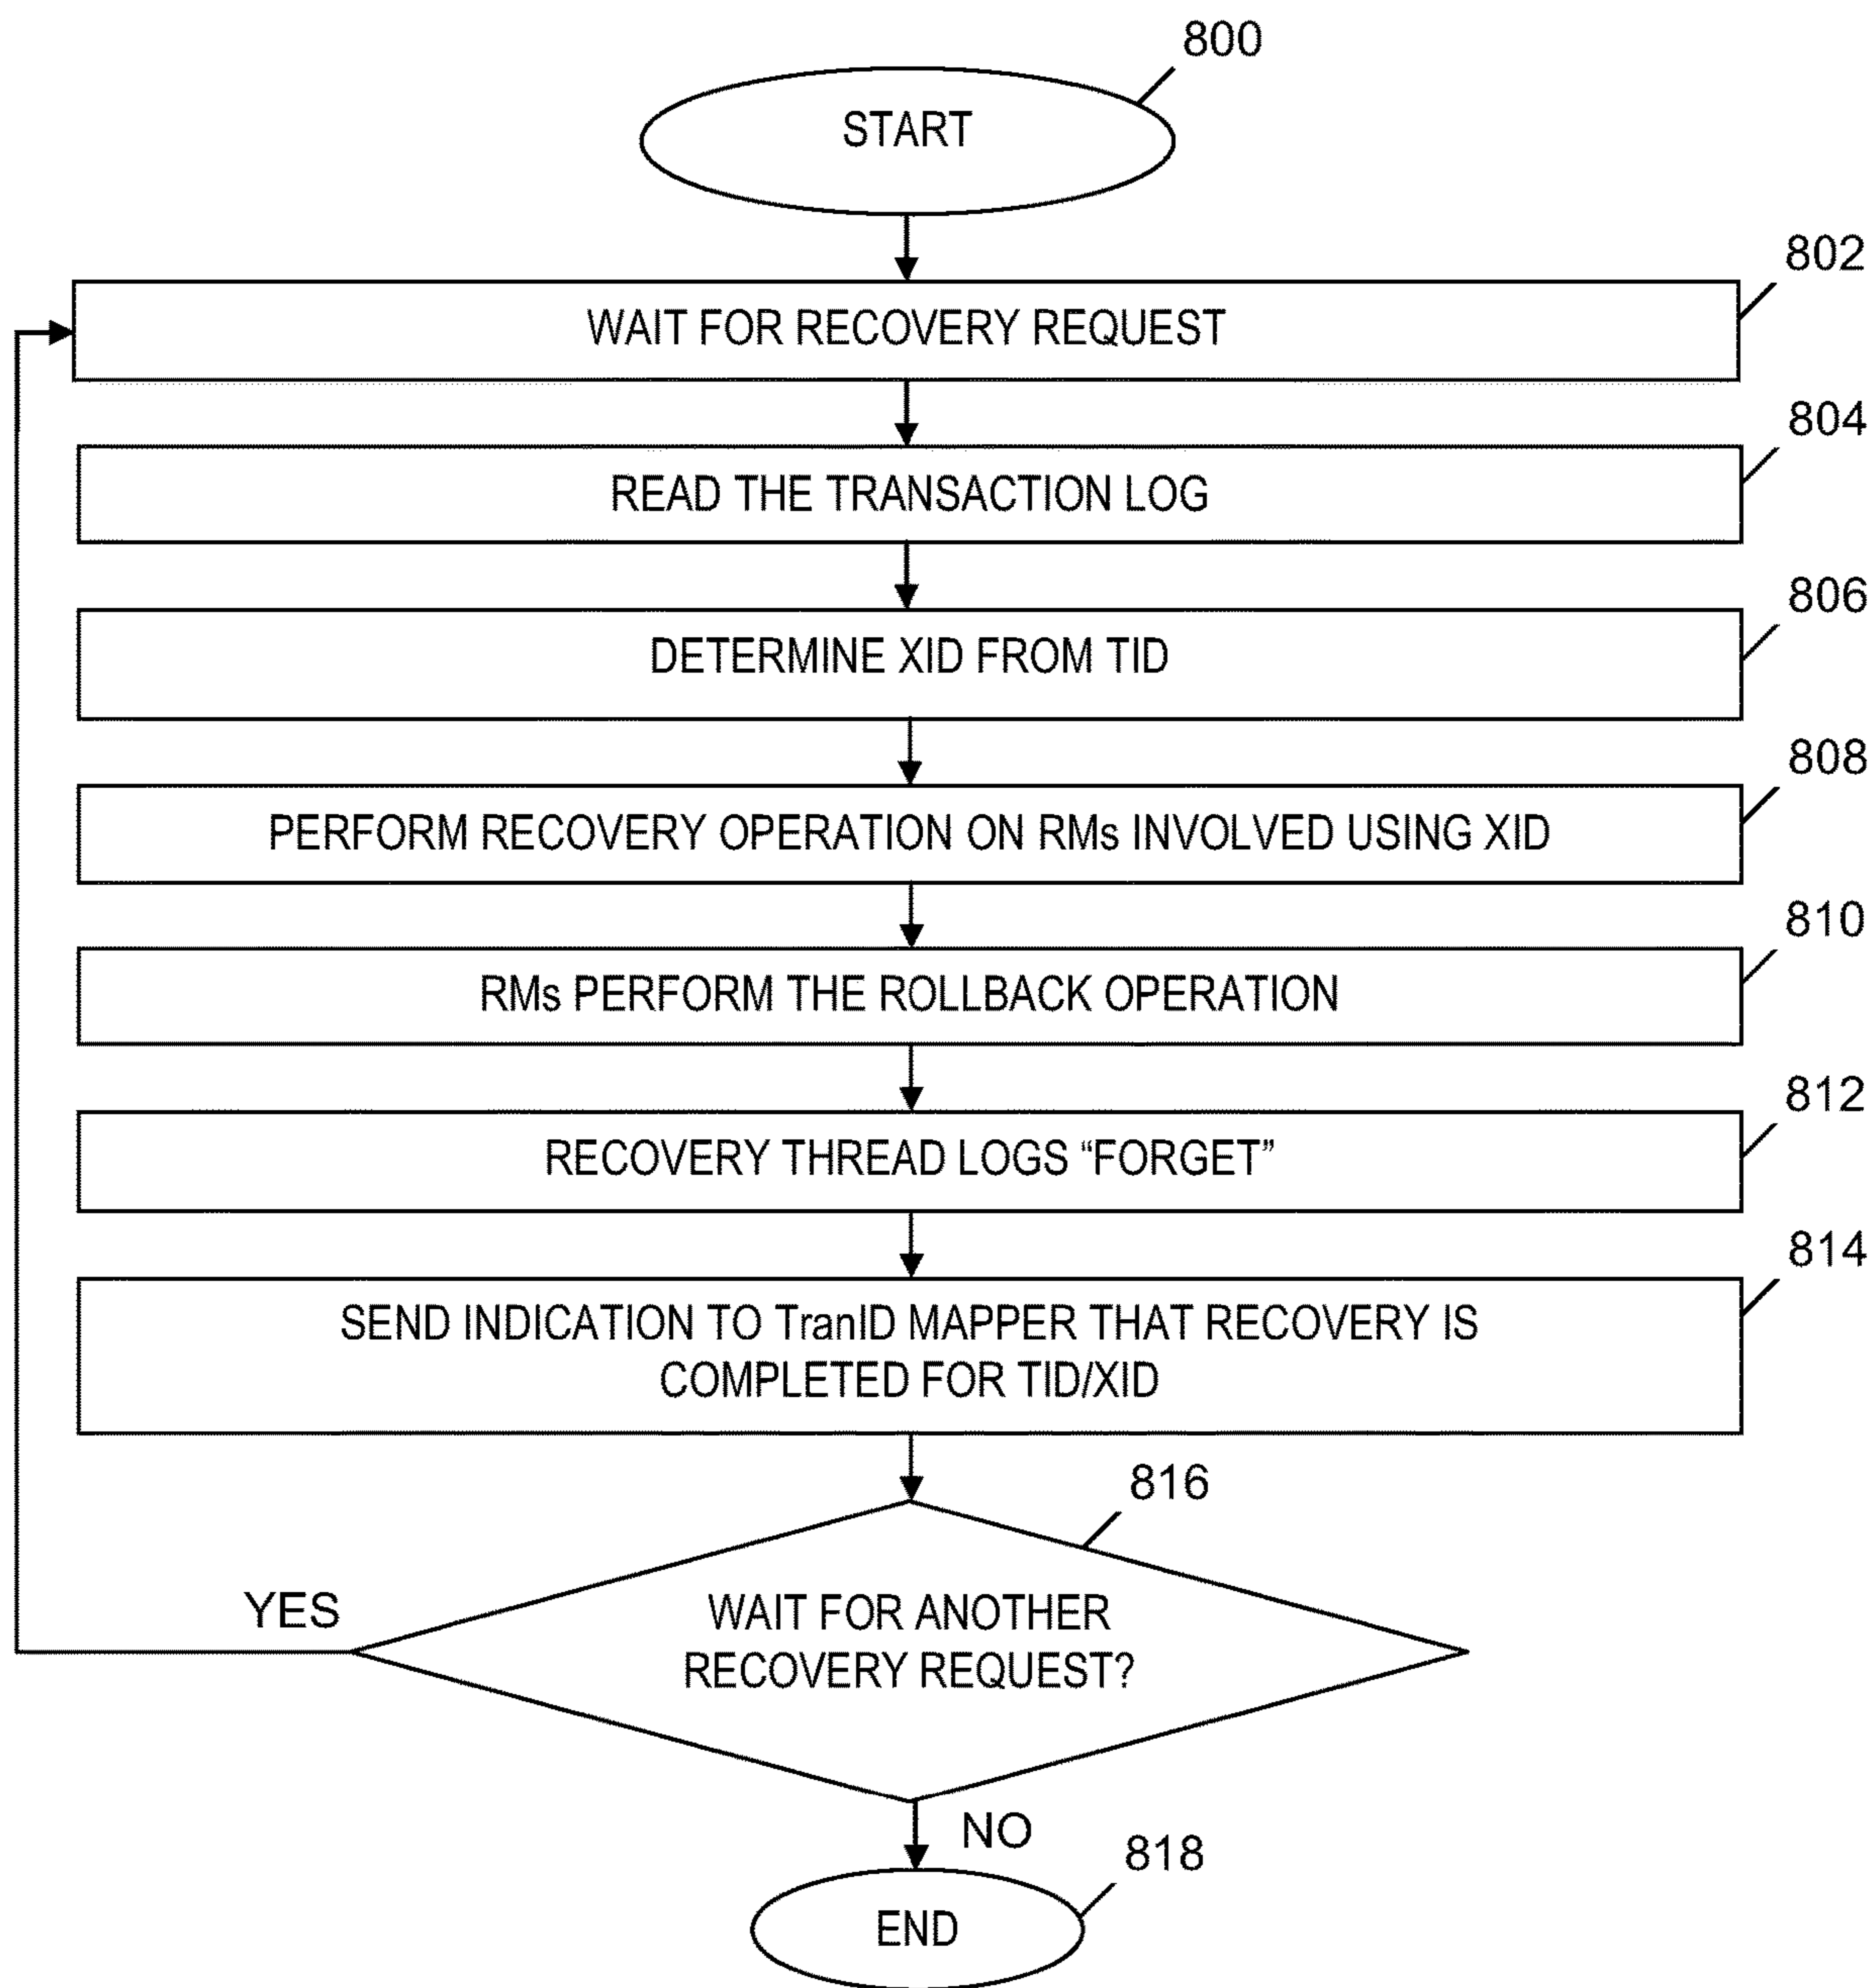 800
START
802
WAIT FOR RECOVERY REQUEST
804
READ THE TRANSACTION LOG
806
DETERMINE XID FROM TID
808
PERFORM RECOVERY OPERATION ON RMs INVOLVED USING XID
810
RMs PERFORM THE ROLLBACK OPERATION
812
RECOVERY THREAD LOGS “FORGET”
814
SEND INDICATION TO TranID MAPPER THAT RECOVERY IS
COMPLETED FOR TID/XID
816
YES
WAIT FOR ANOTHER
RECOVERY REQUEST?
NO
818
END